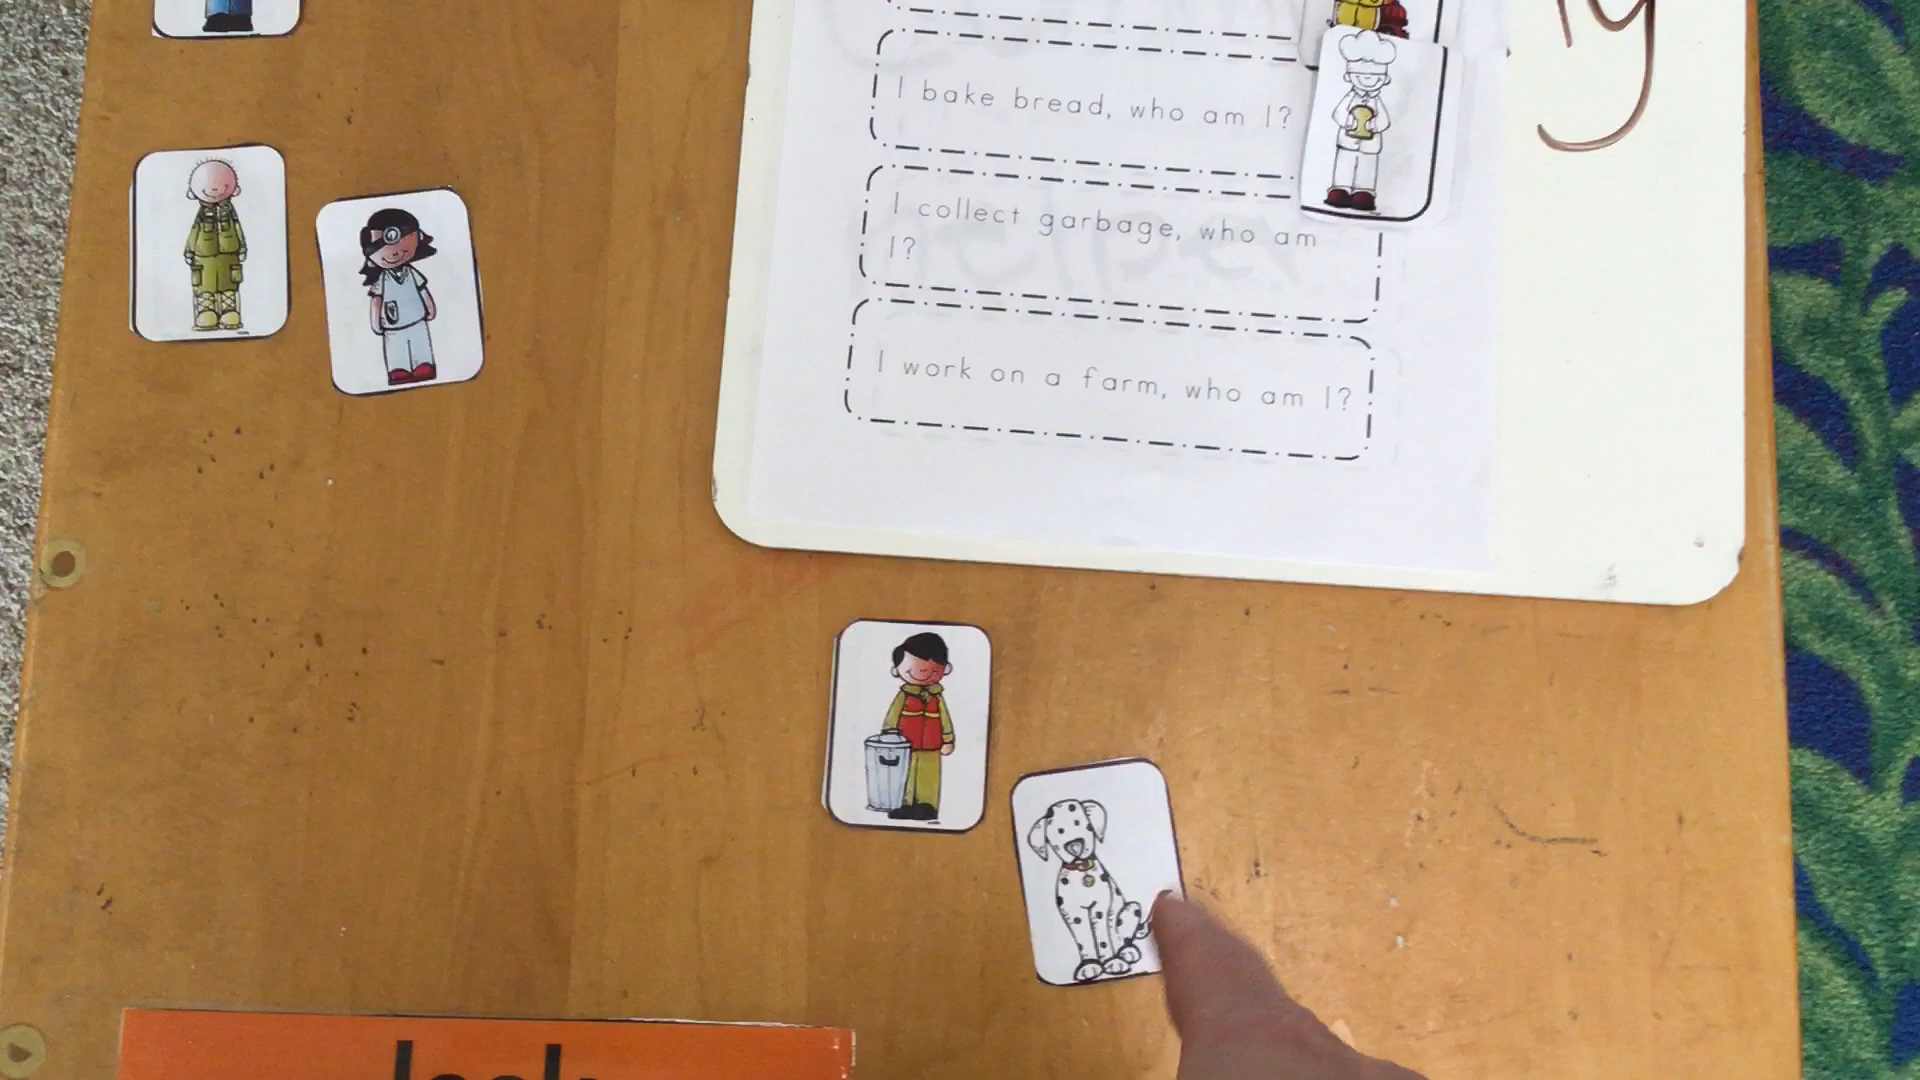 y
I bake bread, who am I?
I collect garbage, who am
I?
I work on a farm, who am I?